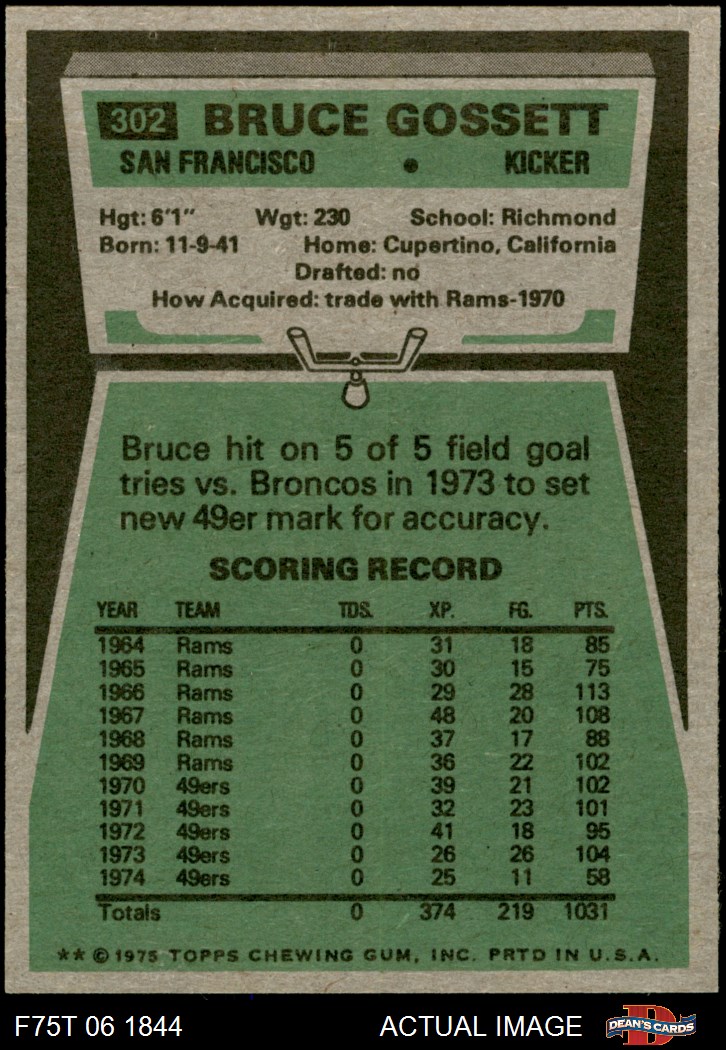 302 BRUCE GOSSETT
SAN FRANCISCO • KICKER
Hgt: 6'1" Wgt: 230 School: Richmond
Born: 11-9-41 Home: Cupertino, California
Drafted: no
How Acquired: trade with Rams-1970
Bruce hit on 5 of 5 field goal
tries vs. Broncos in 1973 to set
new 49er mark for accuracy.
SCORING RECORD
YEAR TEAM TDS. XP. FG. PTS.
1964 Rams 0 31 18 85
1965 Rams 0 30 15 75
1966 Rams 0 29 28 113
1967 Rams 0 48 20 108
1968 Rams 0 37 17 88
1969 Rams 0 36 22 102
1970 49ers 0 39 21 102
1971 49ers 0 32 23 101
1972 49ers 0 41 18 95
1973 49ers 0 26 26 104
1974 49ers 0 25 11 58
Totals 0 374 219 1031
** © 1975 TOPPS CHEWING GUM, INC. PRTD IN U.S.A.
F75T 06 1844 ACTUAL IMAGE D DEAN'S CARDS